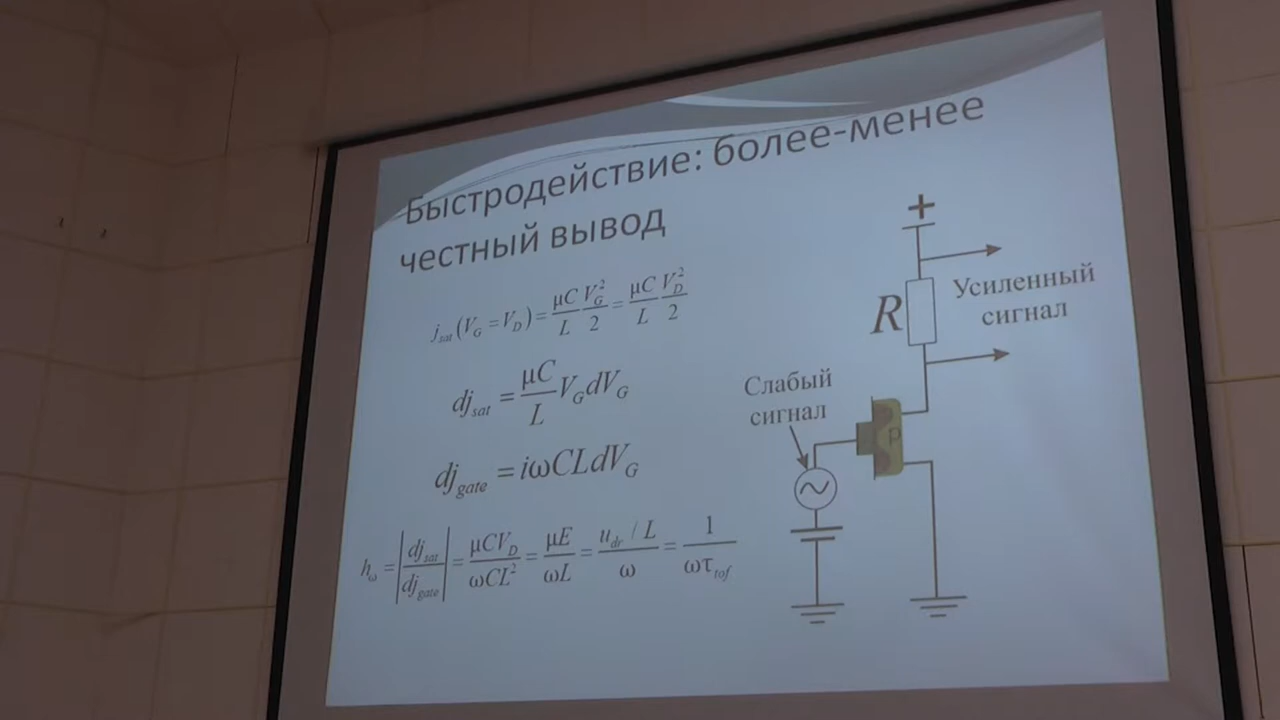 Быстродействие: более-менее
честный вывод
j_sat (V_G = V_D) = μC/L V_G²/2 = μC/L V_D²/2
dj_sat = μC/L V_G dV_G
dj_gate = iωCLdV_G
h_ω = |dj_sat/dj_gate| = μCV_D/ωCL² = μE/ωL = (u_dr / L)/ω = 1/ωτ_tof
+
R
Усиленный
сигнал
Слабый
сигнал
p